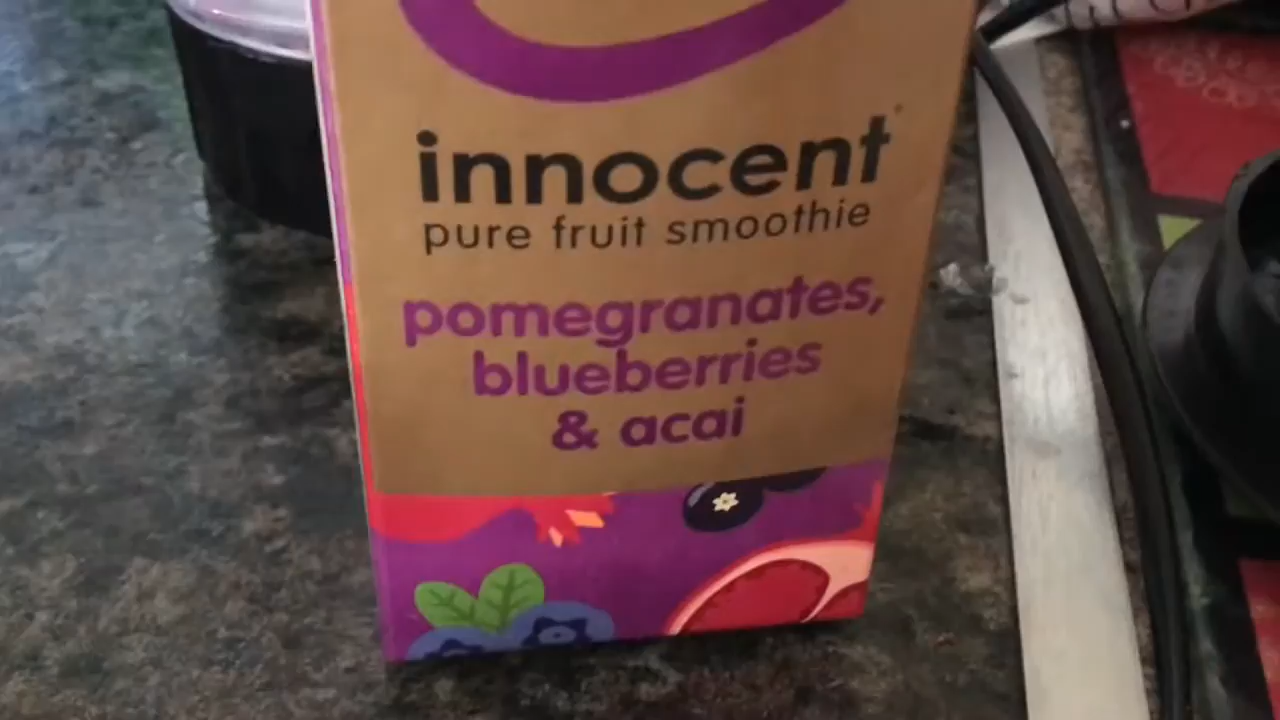 innocent
pure fruit smoothie
pomegranates,
blueberries
& acai